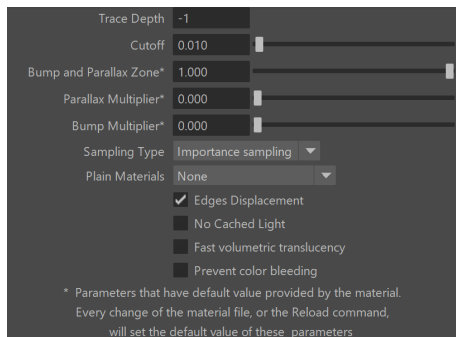 Trace Depth -1
Cutoff 0.010
Bump and Parallax Zone* 1.000
Parallax Multiplier* 0.000
Bump Multiplier* 0.000
Sampling Type Importance sampling
Plain Materials None
Edges Displacement
No Cached Light
Fast volumetric translucency
Prevent color bleeding
* Parameters that have default value provided by the material.
Every change of the material file, or the Reload command,
will set the default value of these parameters